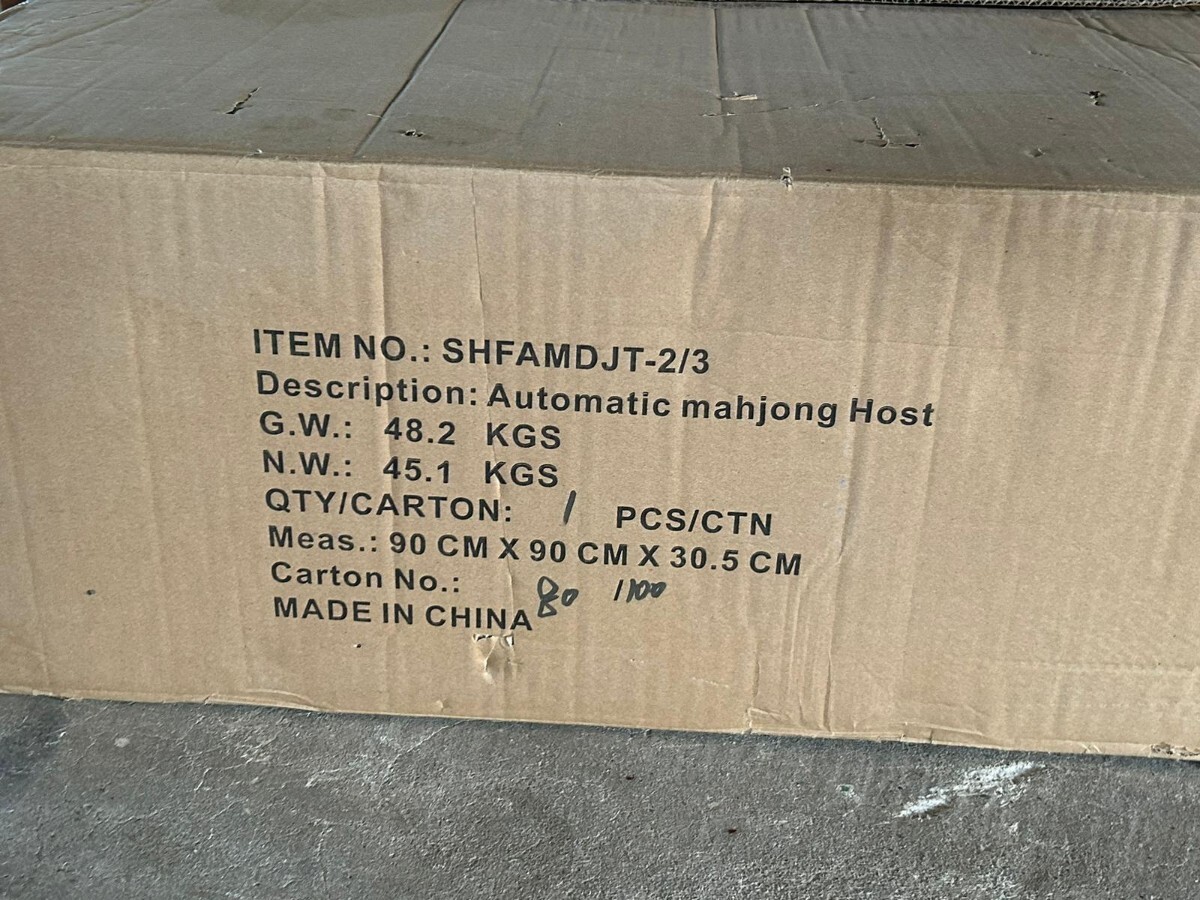 ITEM NO.: SHFAMDJT-2/3
Description: Automatic mahjong Host
G.W.: 48.2 KGS
N.W.: 45.1 KGS
QTY/CARTON: 1 PCS/CTN
Meas.: 90 CM X 90 CM X 30.5 CM
Carton No.: 80 /100
MADE IN CHINA